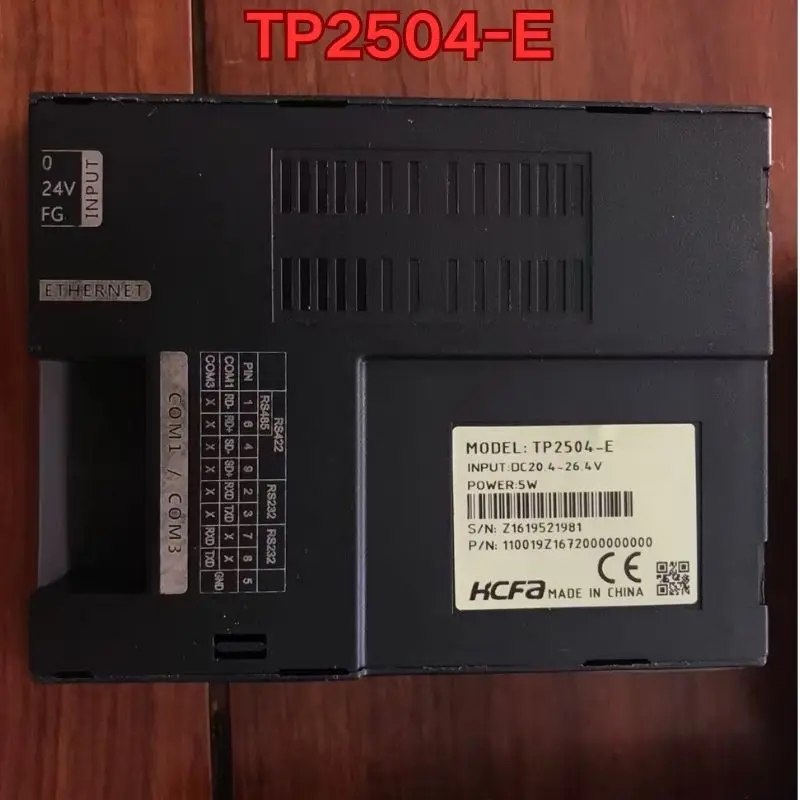 TP2504-E
0
24V
FG
INPUT
ETHERNET
COM1 / COM3
RS422
RS485 RS232 RS232
PIN 1 6 4 9 2 3 7 8 5
COM1 RD- RD+ SD- SD+ RXD TXD X X GND
COM3 X X X X X X RXD TXD
MODEL: TP2504-E
INPUT:DC20.4~26.4V
POWER:5W
S/N: Z1619521981
P/N: 110019Z1672000000000
CE
HCFA MADE IN CHINA